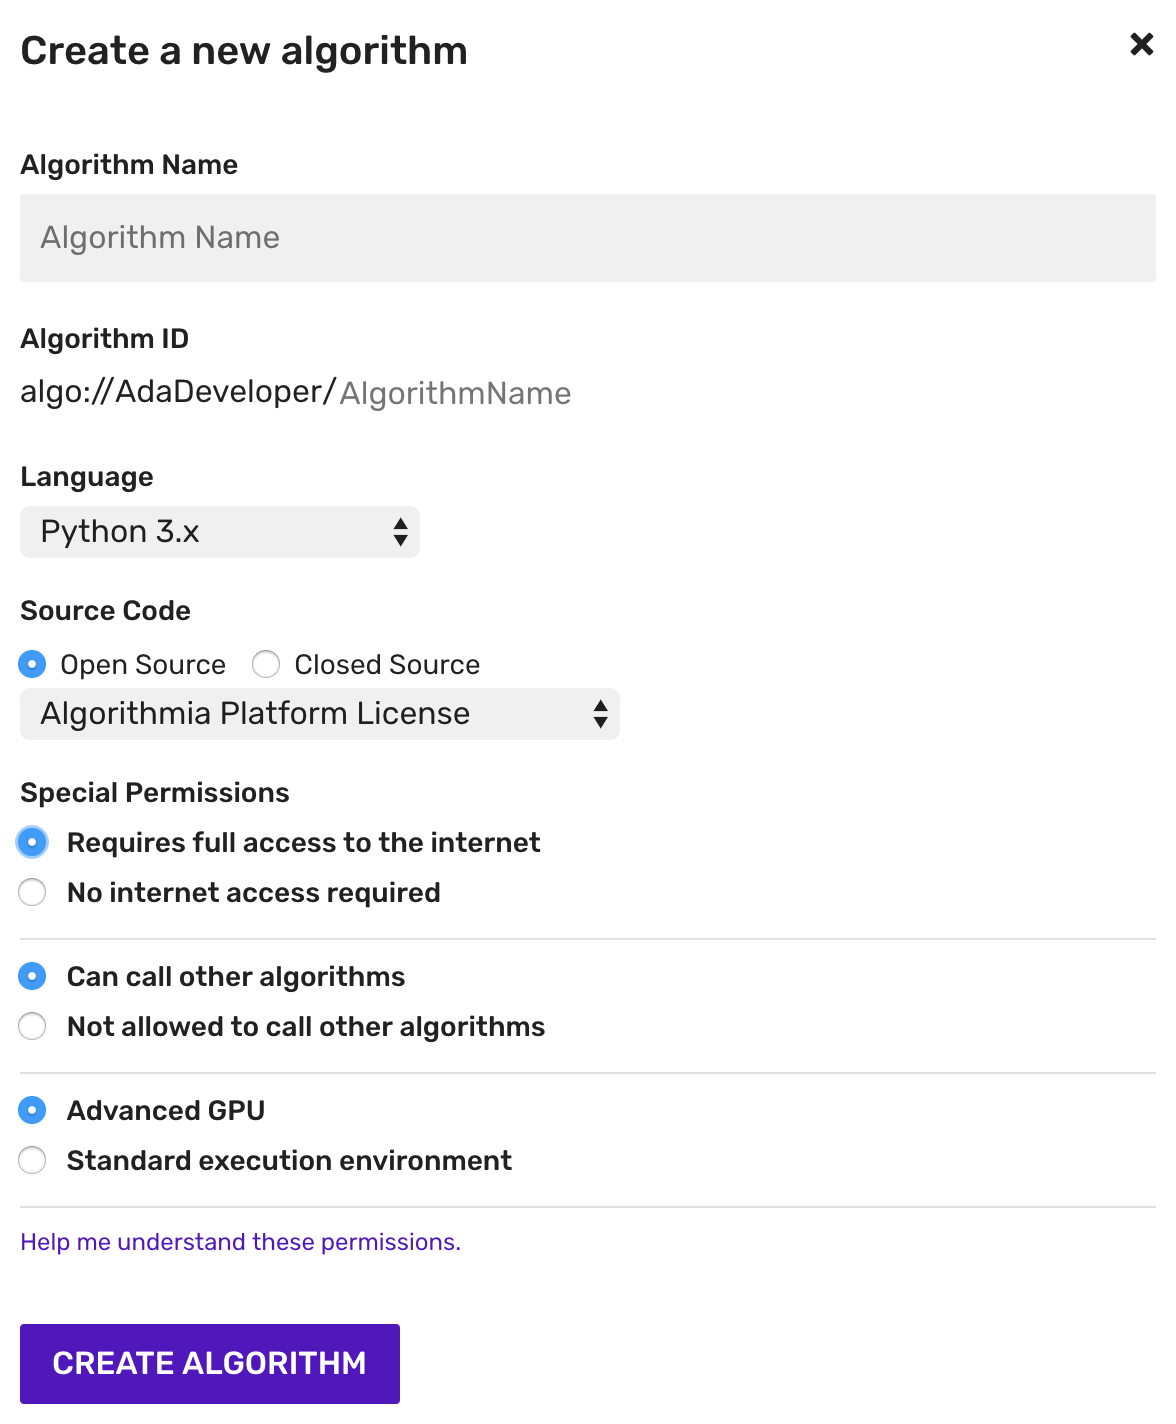 Create a new algorithm
Algorithm Name
Algorithm Name
Algorithm ID
algo://AdaDeveloper/AlgorithmName
Language
Python 3.x
Source Code
Open Source Closed Source
Algorithmia Platform License
Special Permissions
Requires full access to the internet
No internet access required
Can call other algorithms
Not allowed to call other algorithms
Advanced GPU
Standard execution environment
Help me understand these permissions.
CREATE ALGORITHM